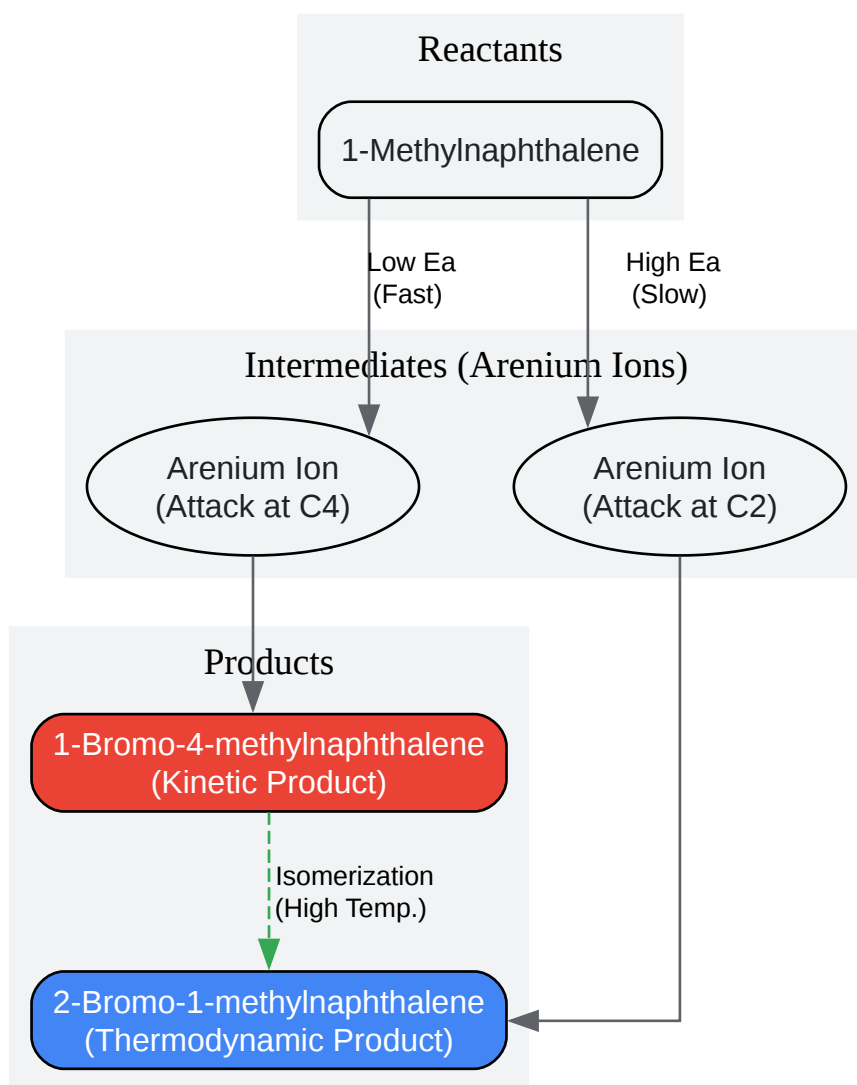 Reactants
1-Methylnaphthalene
Low Ea
(Fast)
High Ea
(Slow)
Intermediates (Arenium Ions)
Arenium Ion
(Attack at C4)
Arenium Ion
(Attack at C2)
Products
1-Bromo-4-methylnaphthalene
(Kinetic Product)
Isomerization
(High Temp.)
2-Bromo-1-methylnaphthalene
(Thermodynamic Product)